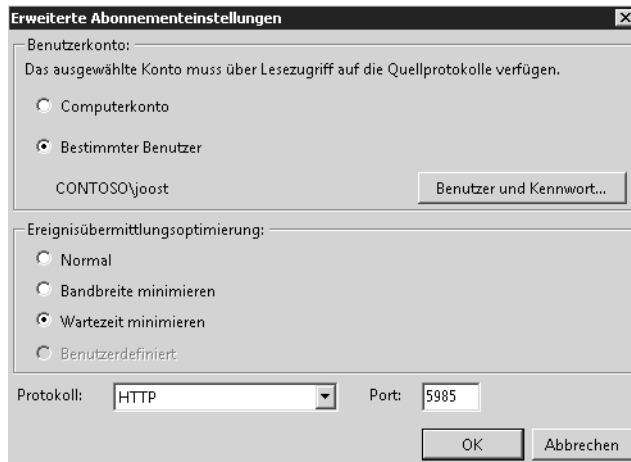 Erweiterte Abonnementeinstellungen
Benutzerkonto:
Das ausgewählte Konto muss über Lesezugriff auf die Quellprotokolle verfügen.
Computerkonto
Bestimmter Benutzer
CONTOSO\joost Benutzer und Kennwort...
Ereignisübermittlungsoptimierung:
Normal
Bandbreite minimieren
Wartezeit minimieren
Benutzerdefiniert
Protokoll: HTTP Port: 5985
OK Abbrechen